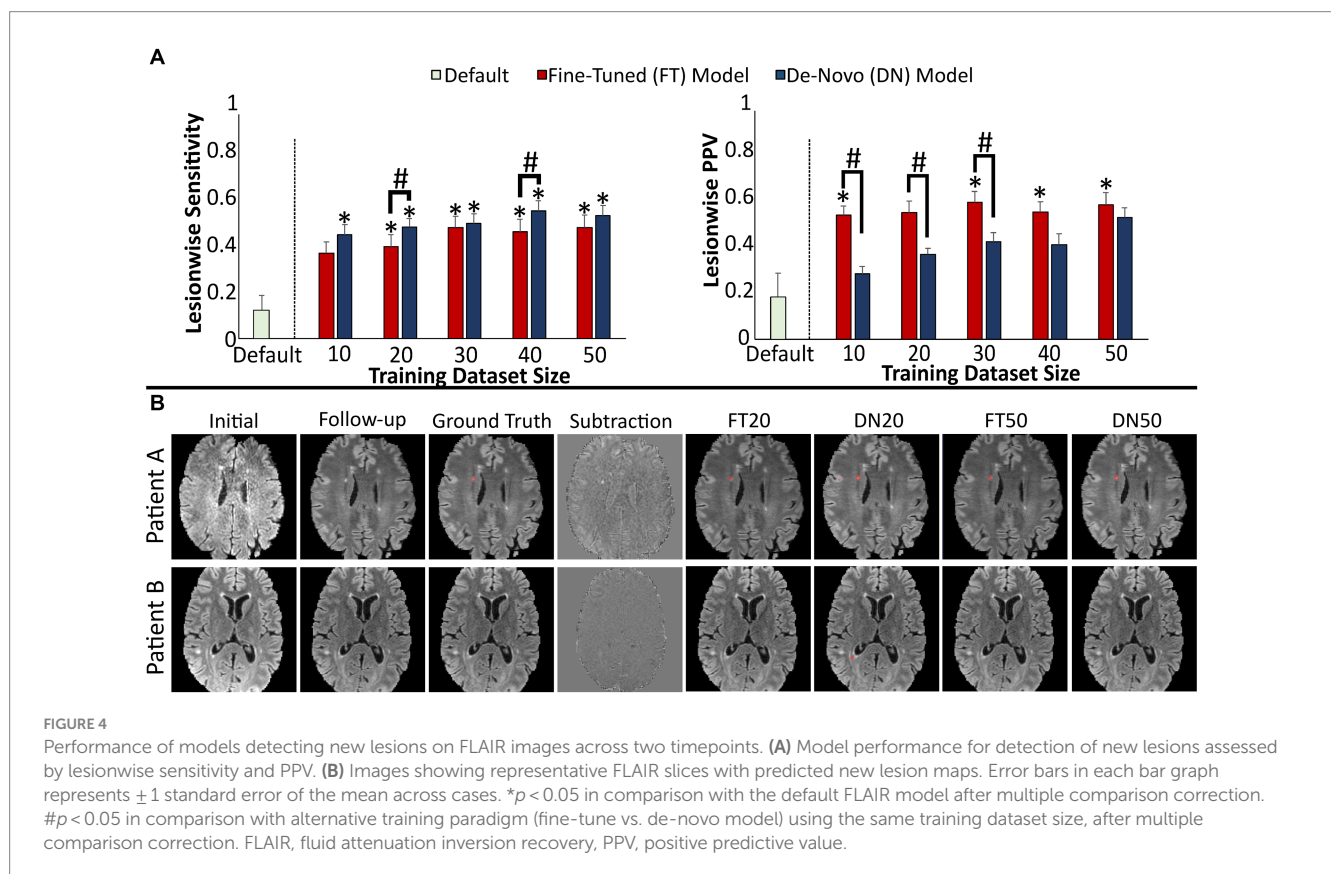 A
Default Fine-Tuned (FT) Model De-Novo (DN) Model
Lesionwise Sensitivity
1
0.8
0.6
0.4
0.2
0
# #
* * * * * * * * *
Default 10 20 30 40 50
Training Dataset Size
Lesionwise PPV
1
0.8
0.6
0.4
0.2
0
# # #
* * * *
Default 10 20 30 40 50
Training Dataset Size
B
Initial Follow-up Ground Truth Subtraction FT20 DN20 FT50 DN50
Patient A
Patient B
FIGURE 4
Performance of models detecting new lesions on FLAIR images across two timepoints. (A) Model performance for detection of new lesions assessed
by lesionwise sensitivity and PPV. (B) Images showing representative FLAIR slices with predicted new lesion maps. Error bars in each bar graph
represents ±1 standard error of the mean across cases. *p < 0.05 in comparison with the default FLAIR model after multiple comparison correction.
#p < 0.05 in comparison with alternative training paradigm (fine-tune vs. de-novo model) using the same training dataset size, after multiple
comparison correction. FLAIR, fluid attenuation inversion recovery, PPV, positive predictive value.